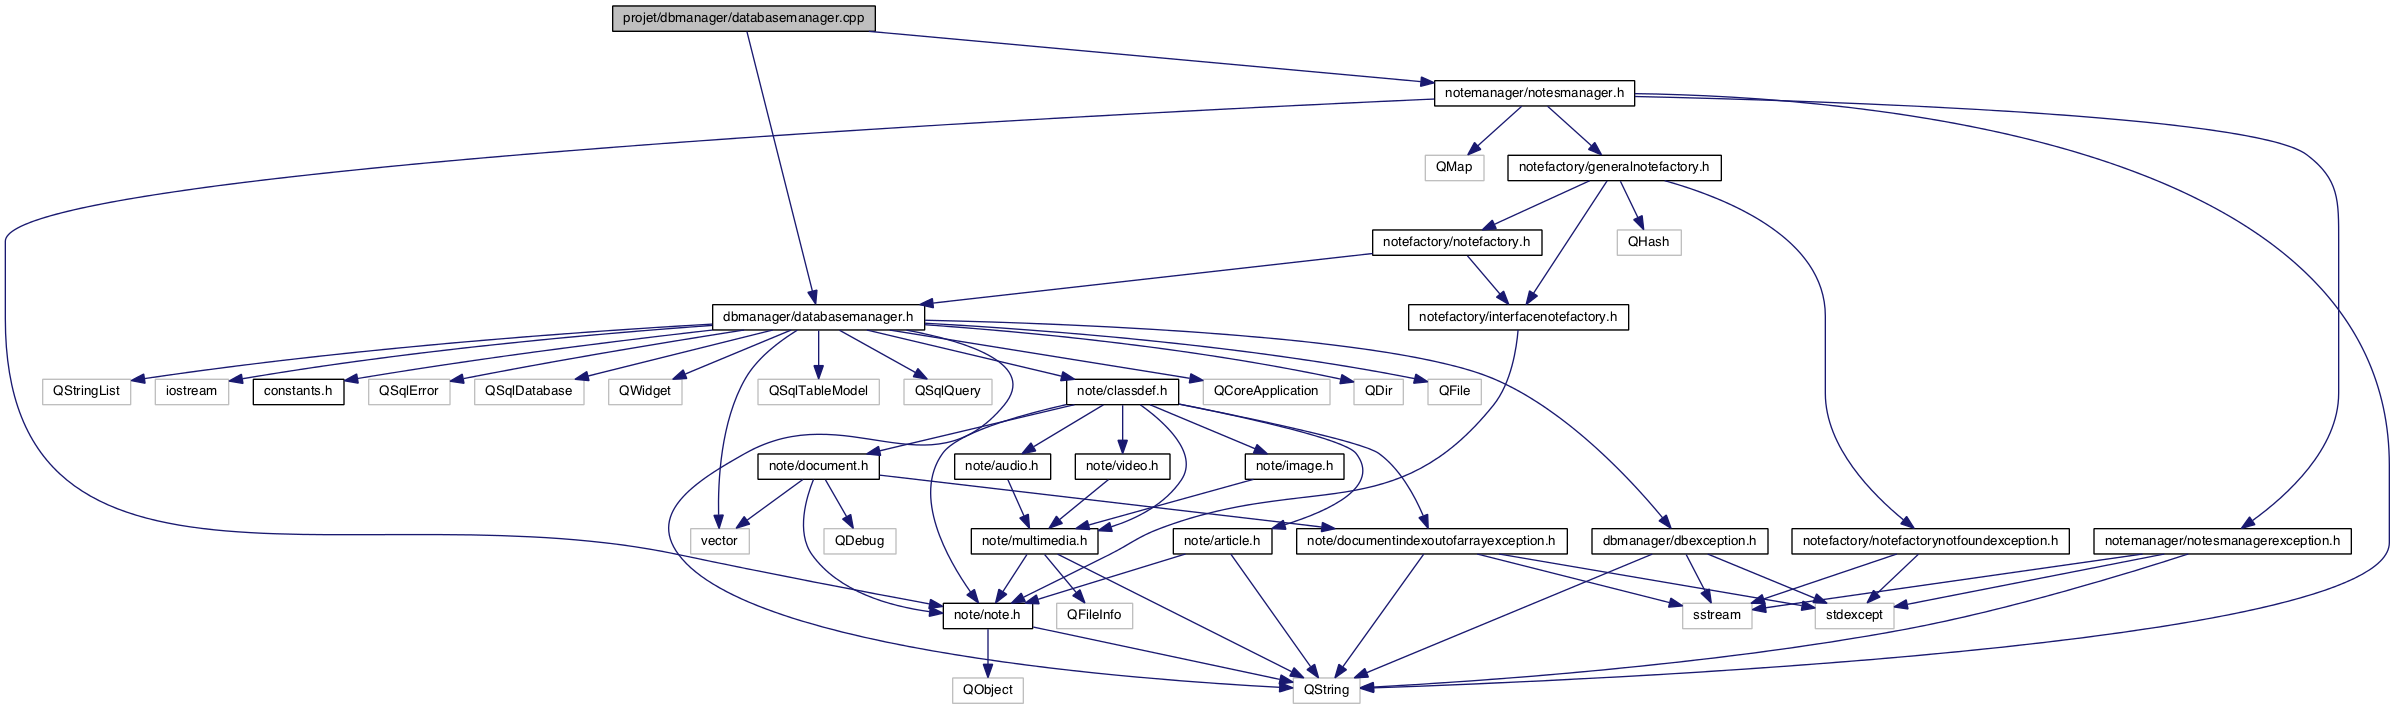 projet/dbmanager/databasemanager.cpp
notemanager/notesmanager.h
QMap
notefactory/generalnotefactory.h
notefactory/notefactory.h
QHash
dbmanager/databasemanager.h
notefactory/interfacenotefactory.h
QStringList
iostream
constants.h
QSqlError
QSqlDatabase
QWidget
QSqlTableModel
QSqlQuery
note/classdef.h
QCoreApplication
QDir
QFile
note/document.h
note/audio.h
note/video.h
note/image.h
vector
QDebug
note/multimedia.h
note/article.h
note/documentindexoutofarrayexception.h
dbmanager/dbexception.h
notefactory/notefactorynotfoundexception.h
notemanager/notesmanagerexception.h
note/note.h
QFileInfo
sstream
stdexcept
QObject
QString